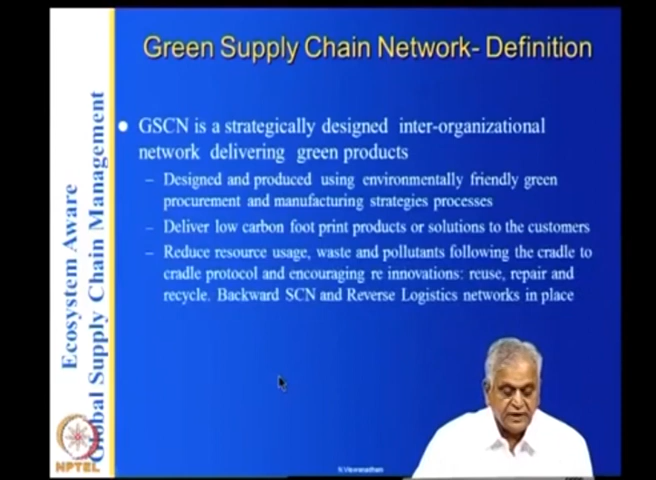 Green Supply Chain Network- Definition
GSCN is a strategically designed inter-organizational
network delivering green products
– Designed and produced using environmentally friendly green
procurement and manufacturing strategies processes
– Deliver low carbon foot print products or solutions to the customers
– Reduce resource usage, waste and pollutants following the cradle to
cradle protocol and encouraging re innovations: reuse, repair and
recycle. Backward SCN and Reverse Logistics networks in place
Ecosystem Aware
Global Supply Chain Management
NPTEL
N.Viswanadham